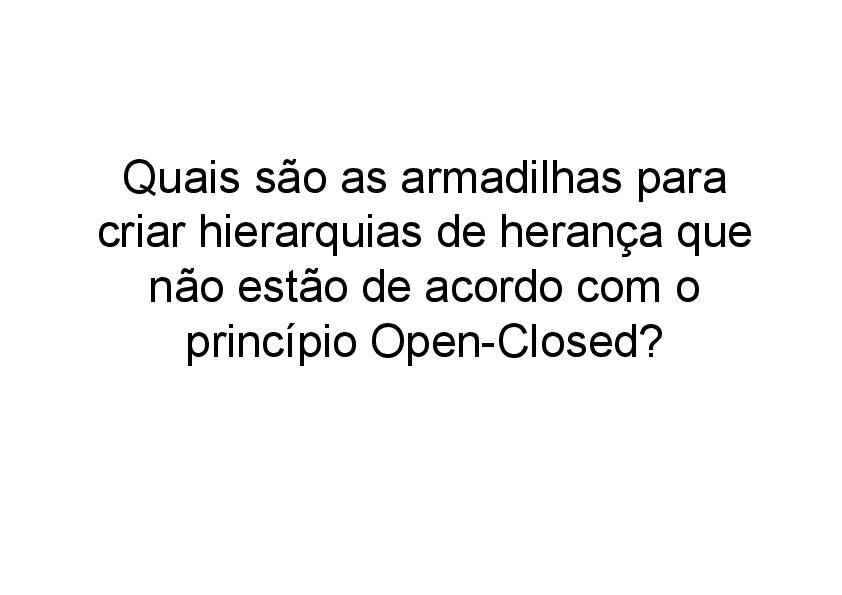 Quais são as armadilhas para
criar hierarquias de herança que
não estão de acordo com o
princípio Open-Closed?